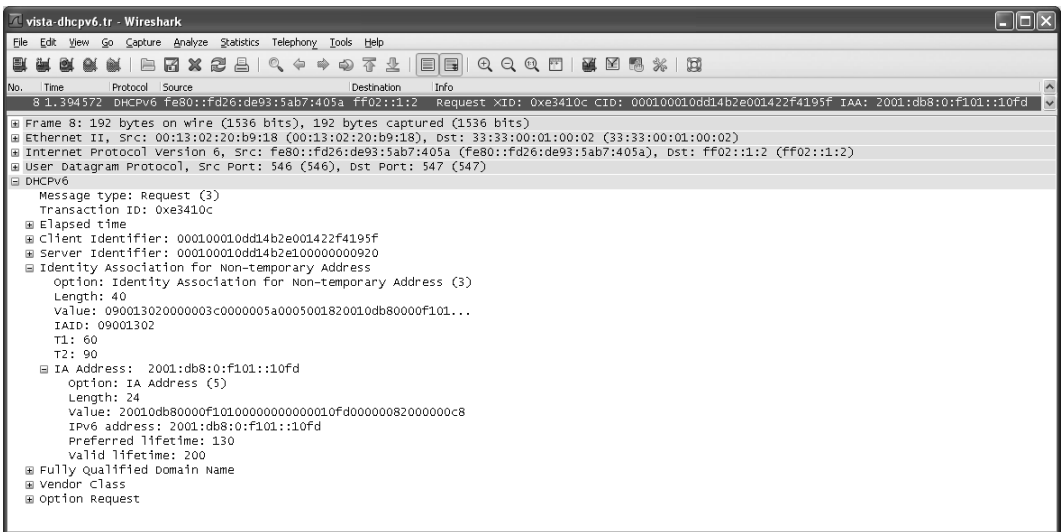 vista-dhcpv6.tr - Wireshark
File Edit View Go Capture Analyze Statistics Telephony Tools Help
No. Time Protocol Source Destination Info
8 1.394572 DHCPv6 fe80::fd26:de93:5ab7:405a ff02::1:2 Request XID: 0xe3410c CID: 000100010dd14b2e001422f4195f IAA: 2001:db8:0:f101::10fd
Frame 8: 192 bytes on wire (1536 bits), 192 bytes captured (1536 bits)
Ethernet II, Src: 00:13:02:20:b9:18 (00:13:02:20:b9:18), Dst: 33:33:00:01:00:02 (33:33:00:01:00:02)
Internet Protocol Version 6, Src: fe80::fd26:de93:5ab7:405a (fe80::fd26:de93:5ab7:405a), Dst: ff02::1:2 (ff02::1:2)
User Datagram Protocol, Src Port: 546 (546), Dst Port: 547 (547)
DHCPv6
Message type: Request (3)
Transaction ID: 0xe3410c
Elapsed time
Client Identifier: 000100010dd14b2e001422f4195f
Server Identifier: 000100010dd14b2e100000000920
Identity Association for Non-temporary Address
Option: Identity Association for Non-temporary Address (3)
Length: 40
Value: 090013020000003c0000005a0005001820010db80000f101...
IAID: 09001302
T1: 60
T2: 90
IA Address: 2001:db8:0:f101::10fd
Option: IA Address (5)
Length: 24
Value: 20010db80000f10100000000000010fd00000082000000c8
IPv6 address: 2001:db8:0:f101::10fd
Preferred lifetime: 130
Valid lifetime: 200
Fully Qualified Domain Name
Vendor Class
Option Request